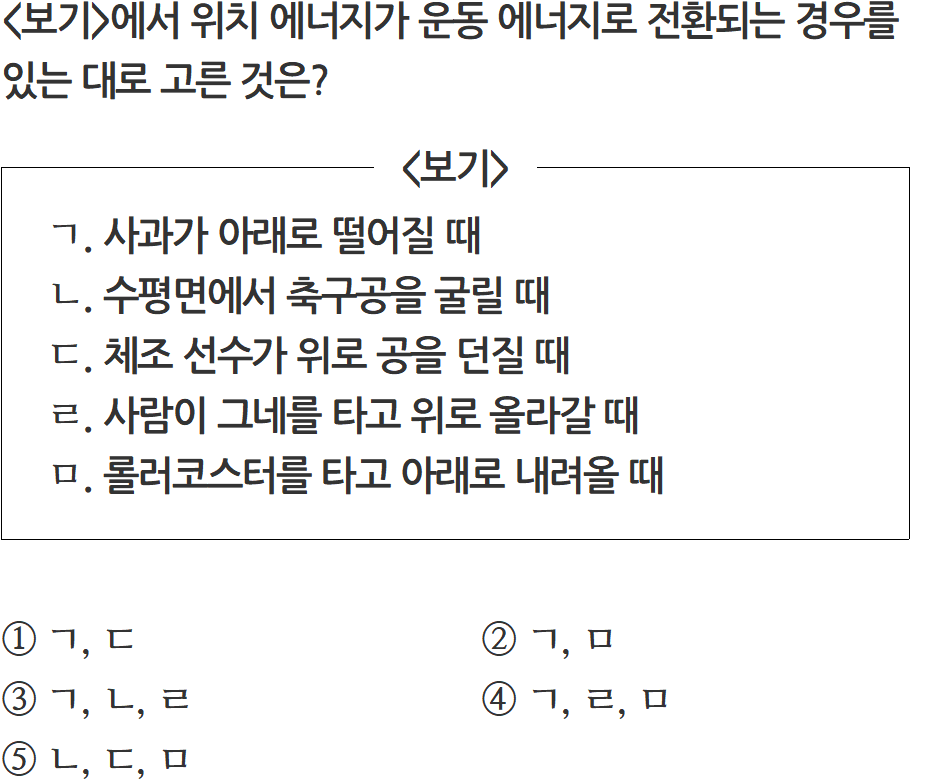 <보기>에서 위치 에너지가 운동 에너지로 전환되는 경우를
있는 대로 고른 것은?
<보기>
ㄱ. 사과가 아래로 떨어질 때
ㄴ. 수평면에서 축구공을 굴릴 때
ㄷ. 체조 선수가 위로 공을 던질 때
ㄹ. 사람이 그네를 타고 위로 올라갈 때
ㅁ. 롤러코스터를 타고 아래로 내려올 때
① ㄱ, ㄷ ② ㄱ, ㅁ
③ ㄱ, ㄴ, ㄹ ④ ㄱ, ㄹ, ㅁ
⑤ ㄴ, ㄷ, ㅁ